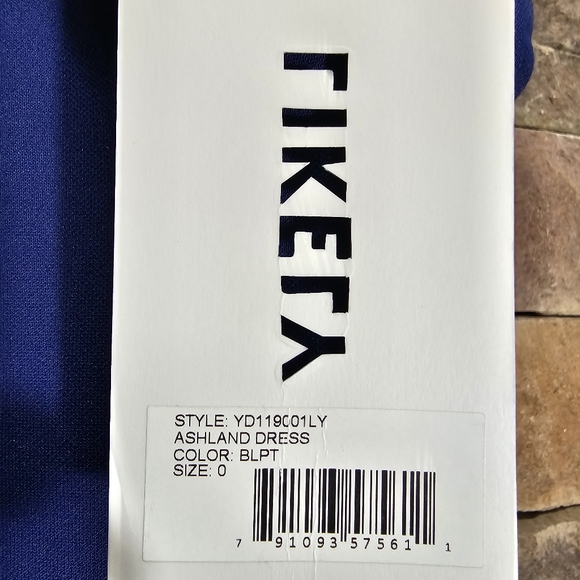 LIKELY
STYLE: YD119001LY
ASHLAND DRESS
COLOR: BLPT
SIZE: 0
7 91093 57561 1